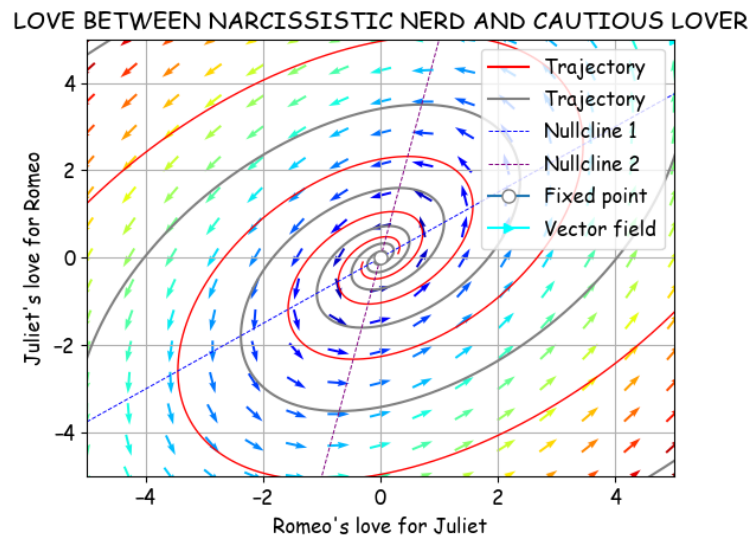 LOVE BETWEEN NARCISSISTIC NERD AND CAUTIOUS LOVER
Trajectory
Trajectory
Nullcline 1
Nullcline 2
Fixed point
Vector field
Juliet's love for Romeo
4
2
0
−2
−4
−4 −2 0 2 4
Romeo's love for Juliet